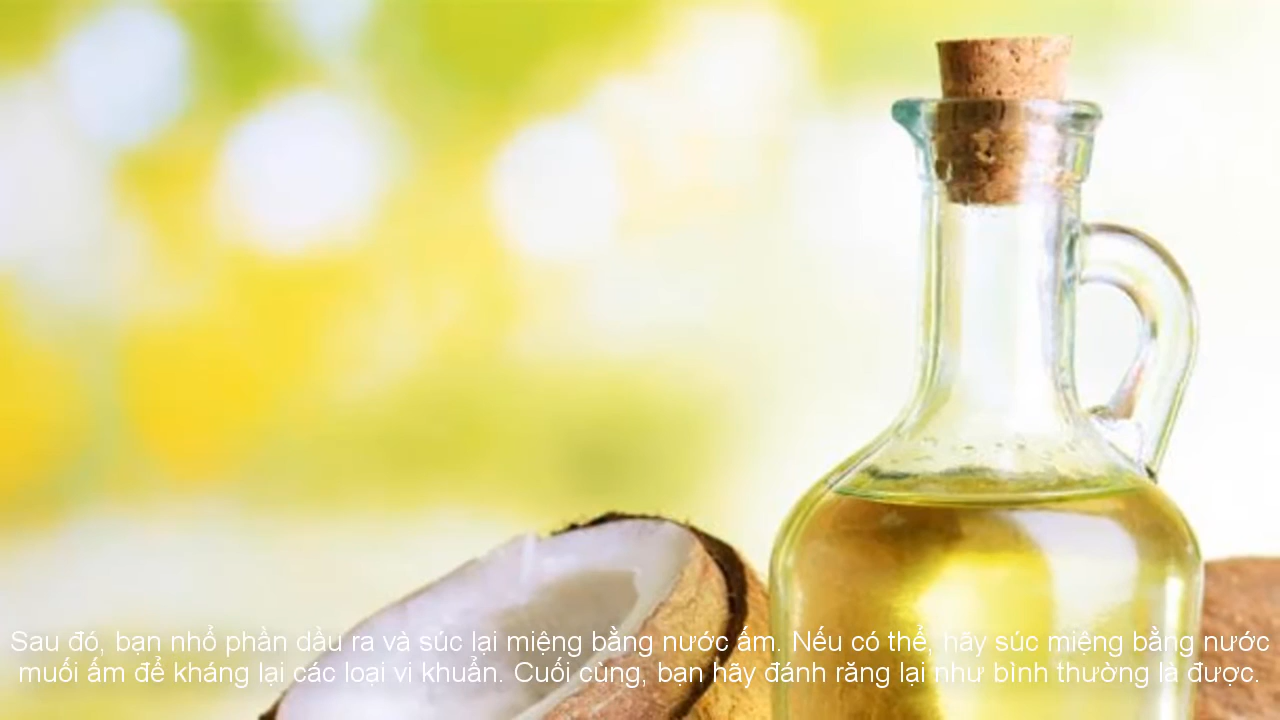 Sau đó, bạn nhổ phần dầu ra và súc lại miệng bằng nước ấm. Nếu có thể, hãy súc miệng bằng nước
muối ấm để kháng lại các loại vi khuẩn. Cuối cùng, bạn hãy đánh răng lại như bình thường là được.